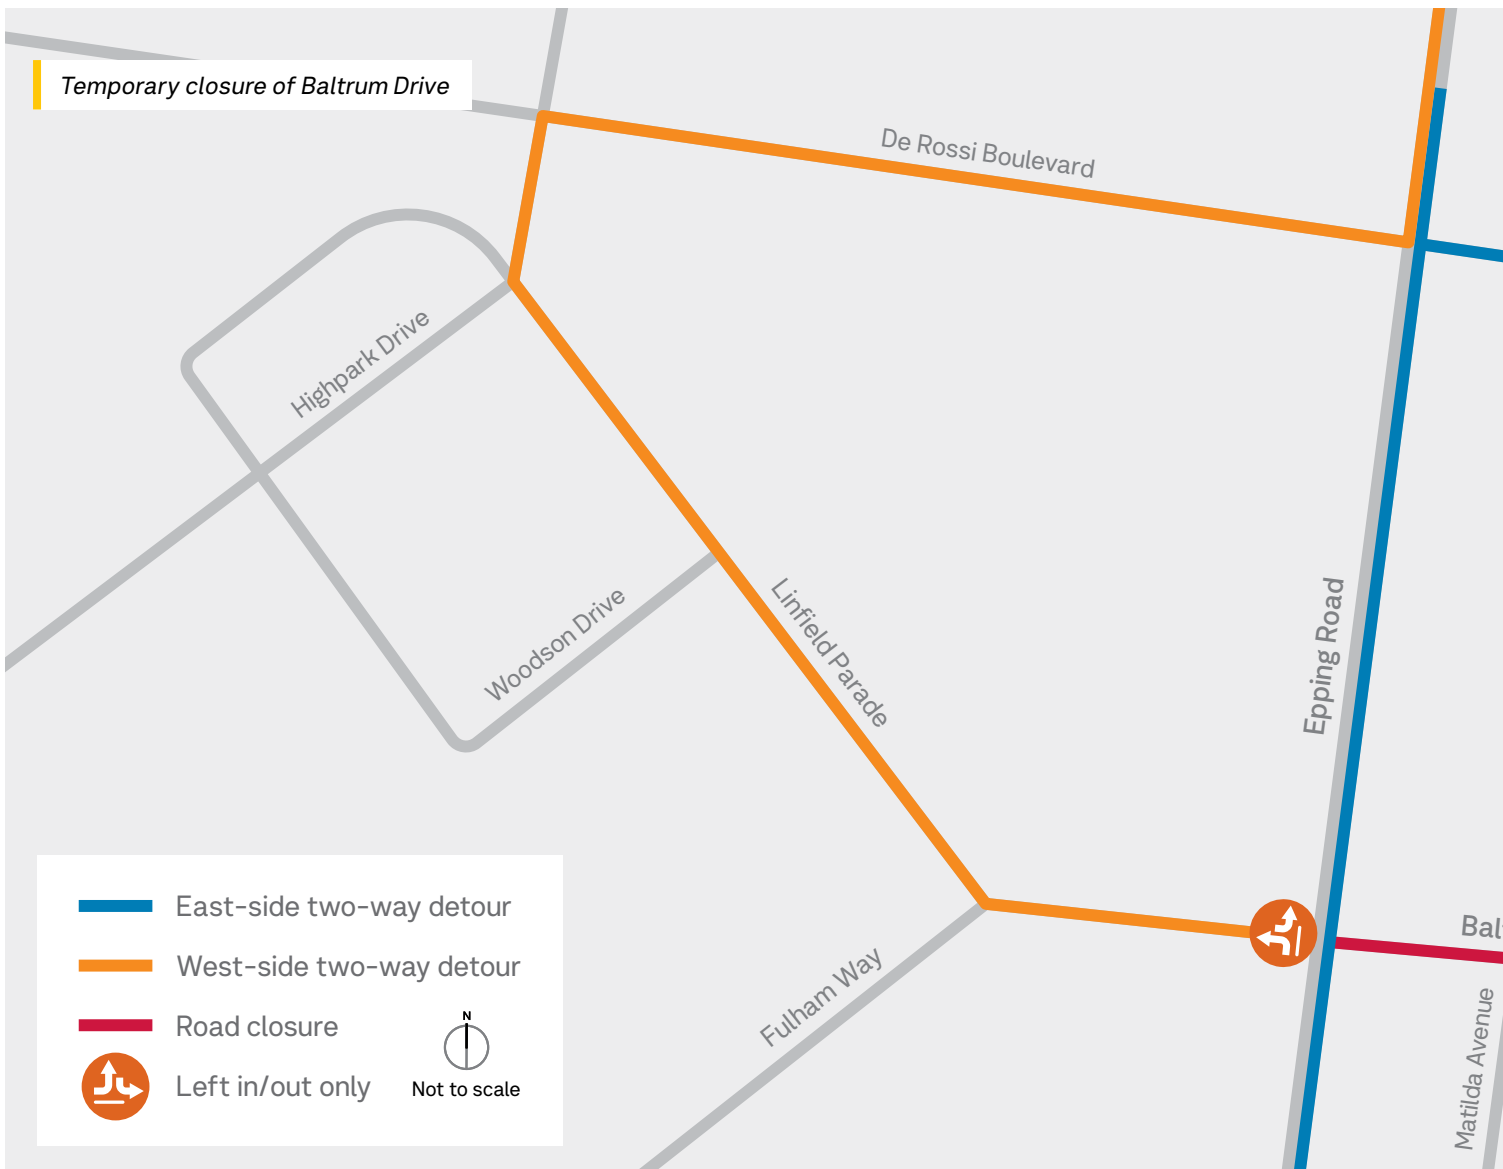 Temporary closure of Baltrum Drive
De Rossi Boulevard
Highpark Drive
Woodson Drive
Linfield Parade
Epping Road
Fulham Way
Bal
Matilda Avenue
East-side two-way detour
West-side two-way detour
Road closure
Left in/out only
N
Not to scale